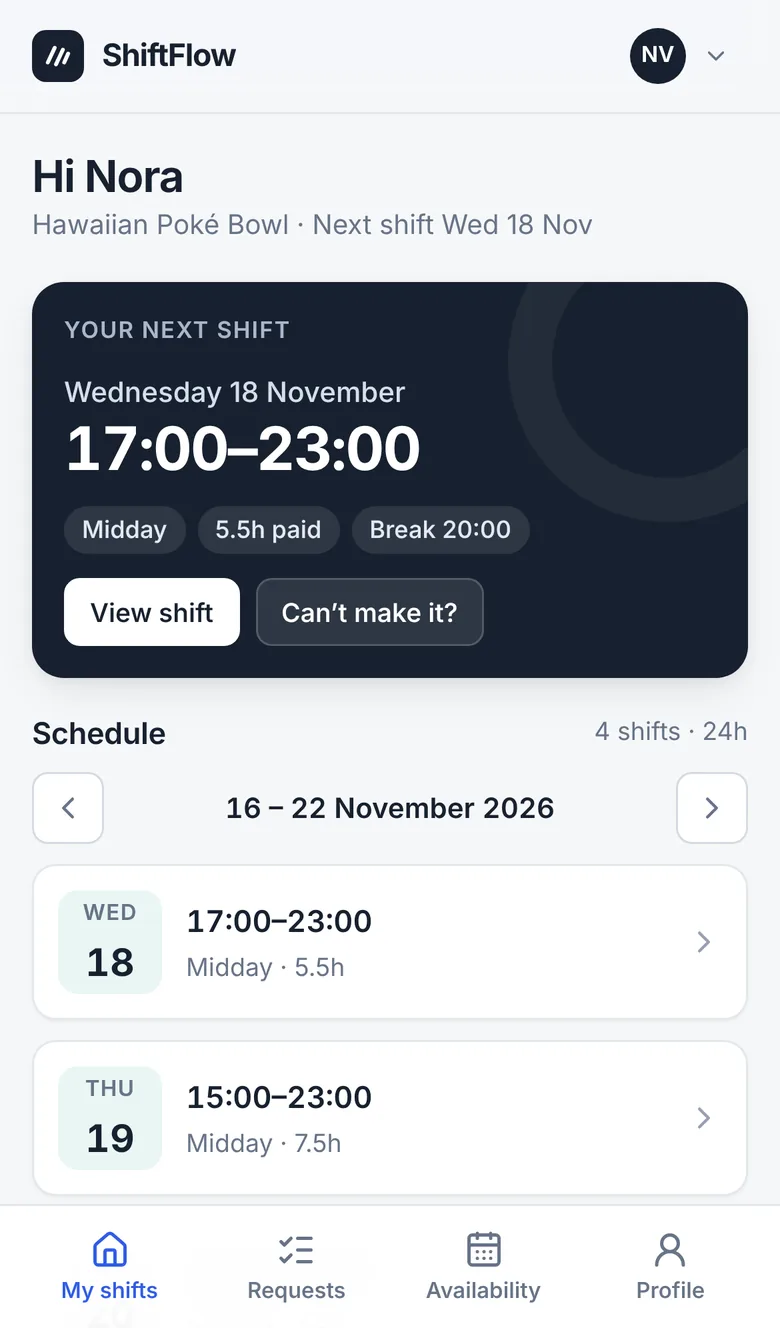 ShiftFlow
NV
Hi Nora
Hawaiian Poké Bowl · Next shift Wed 18 Nov
YOUR NEXT SHIFT
Wednesday 18 November
17:00–23:00
Midday
5.5h paid
Break 20:00
View shift
Can’t make it?
Schedule
4 shifts · 24h
16 – 22 November 2026
WED
18
17:00–23:00
Midday · 5.5h
THU
19
15:00–23:00
Midday · 7.5h
My shifts
Requests
Availability
Profile